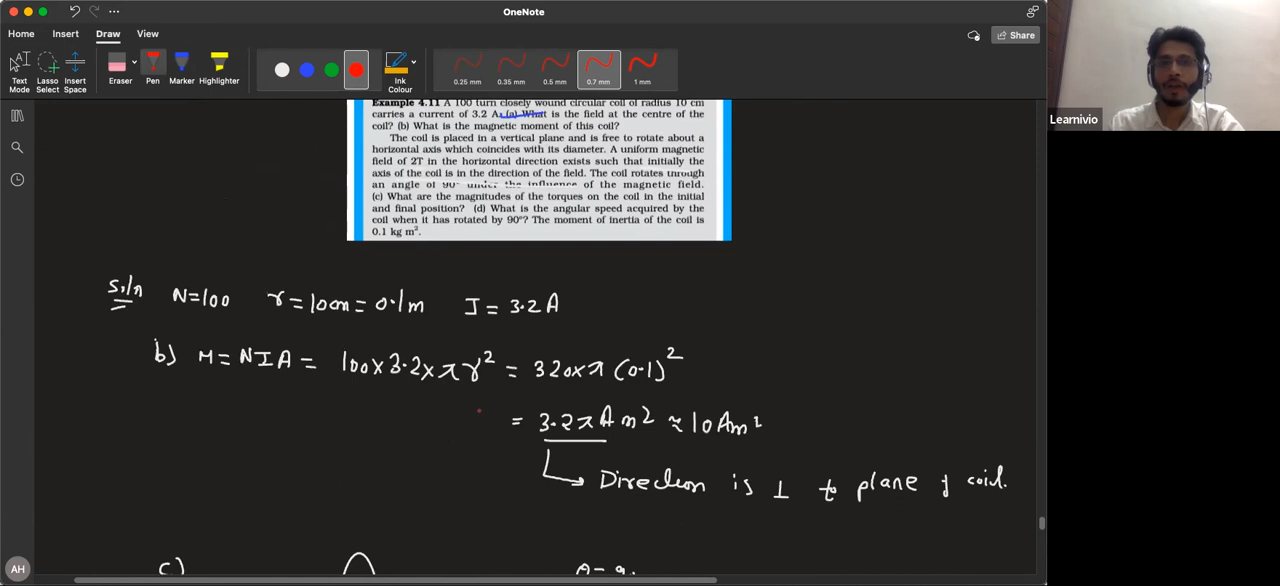 OneNote
Home Insert Draw View
Share
Text Mode
Lasso Select
Insert Space
Eraser
Pen
Marker
Highlighter
Ink Colour
0.25 mm
0.35 mm
0.5 mm
0.7 mm
1 mm
Learnivio
Example 4.11 A 100 turn closely wound circular coil of radius 10 cm
carries a current of 3.2 A. (a) What is the field at the centre of the
coil? (b) What is the magnetic moment of this coil?
The coil is placed in a vertical plane and is free to rotate about a
horizontal axis which coincides with its diameter. A uniform magnetic
field of 2T in the horizontal direction exists such that initially the
axis of the coil is in the direction of the field. The coil rotates through
an angle of 90° under the influence of the magnetic field.
(c) What are the magnitudes of the torques on the coil in the initial
and final position? (d) What is the angular speed acquired by the
coil when it has rotated by 90°? The moment of inertia of the coil is
0.1 kg m².
Soln N=100 r=10cm=0.1m I=3.2A
b) M=NIA= 100×3.2×πr² = 320×π(0.1)²
= 3.2πAm² ≈10Am²
Direction is ⊥ to plane of coil.
c)
AH